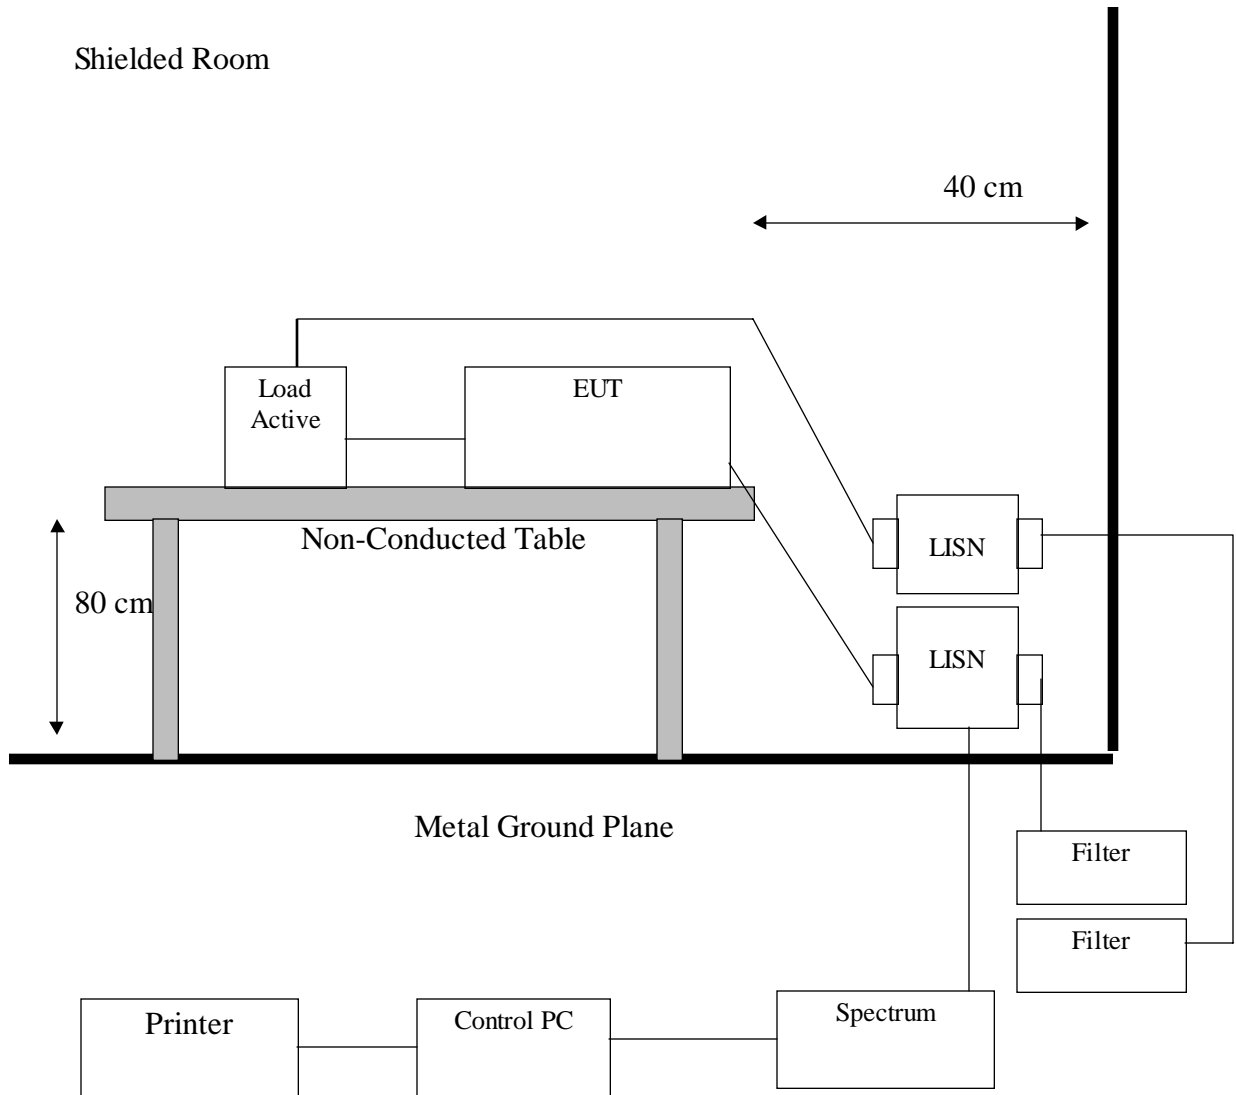 Shielded Room
40 cm
Load
Active
EUT
Non-Conducted Table
LISN
80 cm
LISN
Metal Ground Plane
Filter
Filter
Printer
Control PC
Spectrum